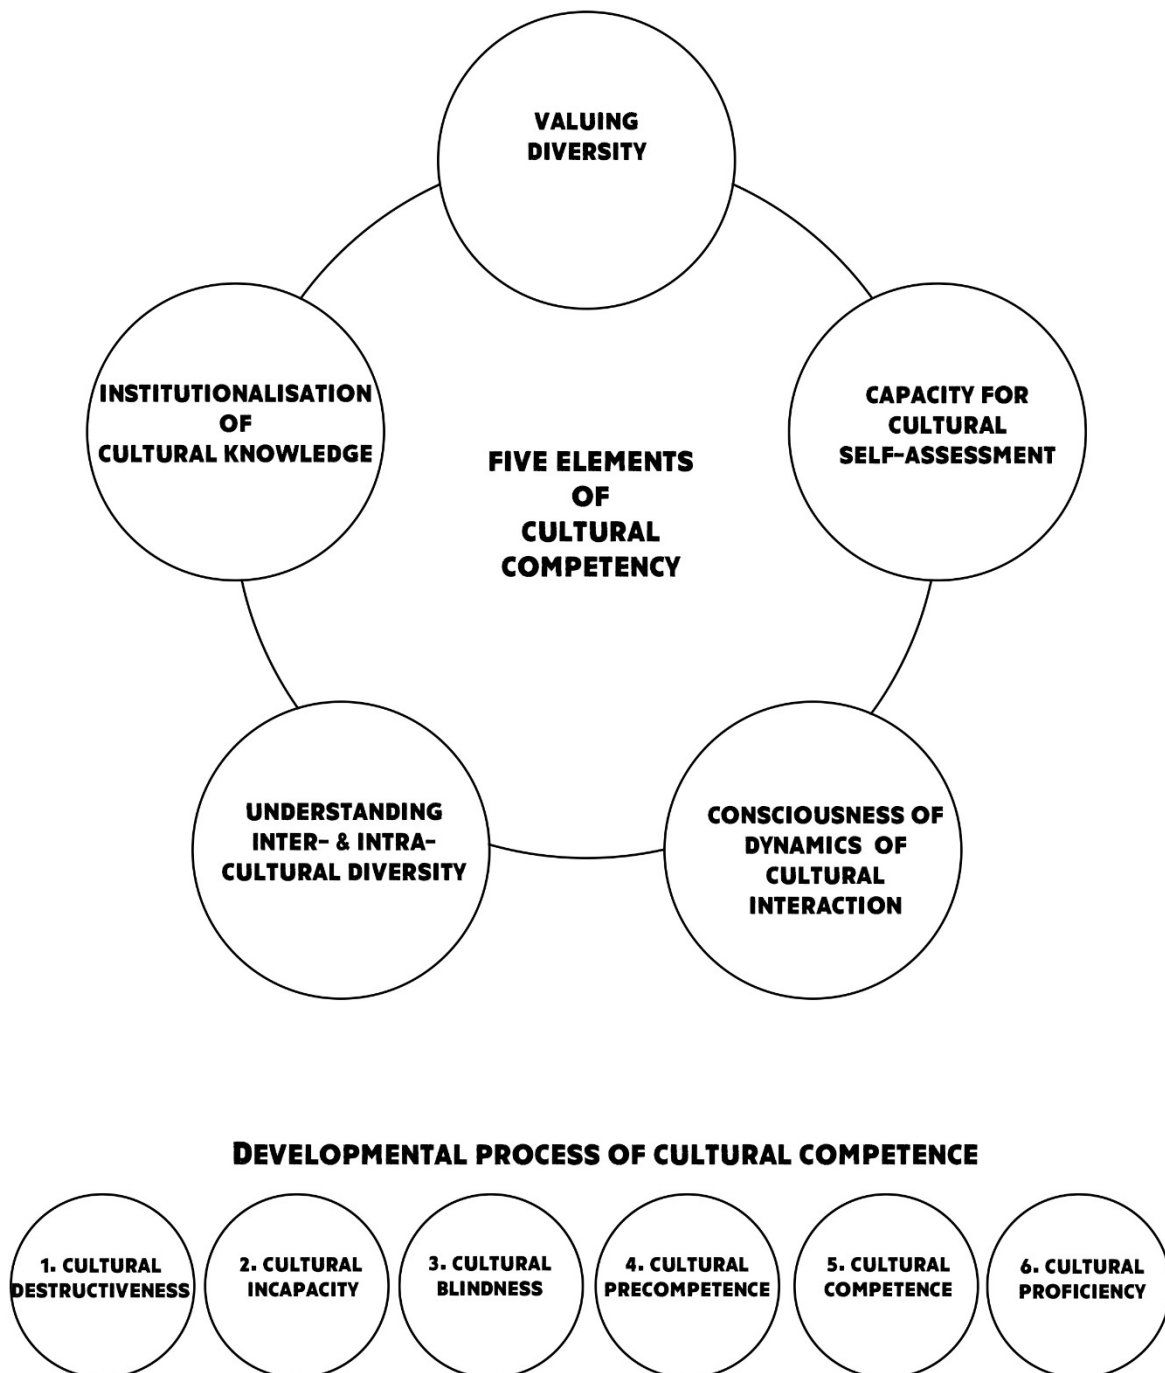 VALUING
DIVERSITY
INSTITUTIONALISATION
OF
CULTURAL KNOWLEDGE
CAPACITY FOR
CULTURAL
SELF-ASSESSMENT
FIVE ELEMENTS
OF
CULTURAL
COMPETENCY
UNDERSTANDING
INTER- & INTRA-
CULTURAL DIVERSITY
CONSCIOUSNESS OF
DYNAMICS OF
CULTURAL
INTERACTION
DEVELOPMENTAL PROCESS OF CULTURAL COMPETENCE
1. CULTURAL
DESTRUCTIVENESS
2. CULTURAL
INCAPACITY
3. CULTURAL
BLINDNESS
4. CULTURAL
PRECOMPETENCE
5. CULTURAL
COMPETENCE
6. CULTURAL
PROFICIENCY